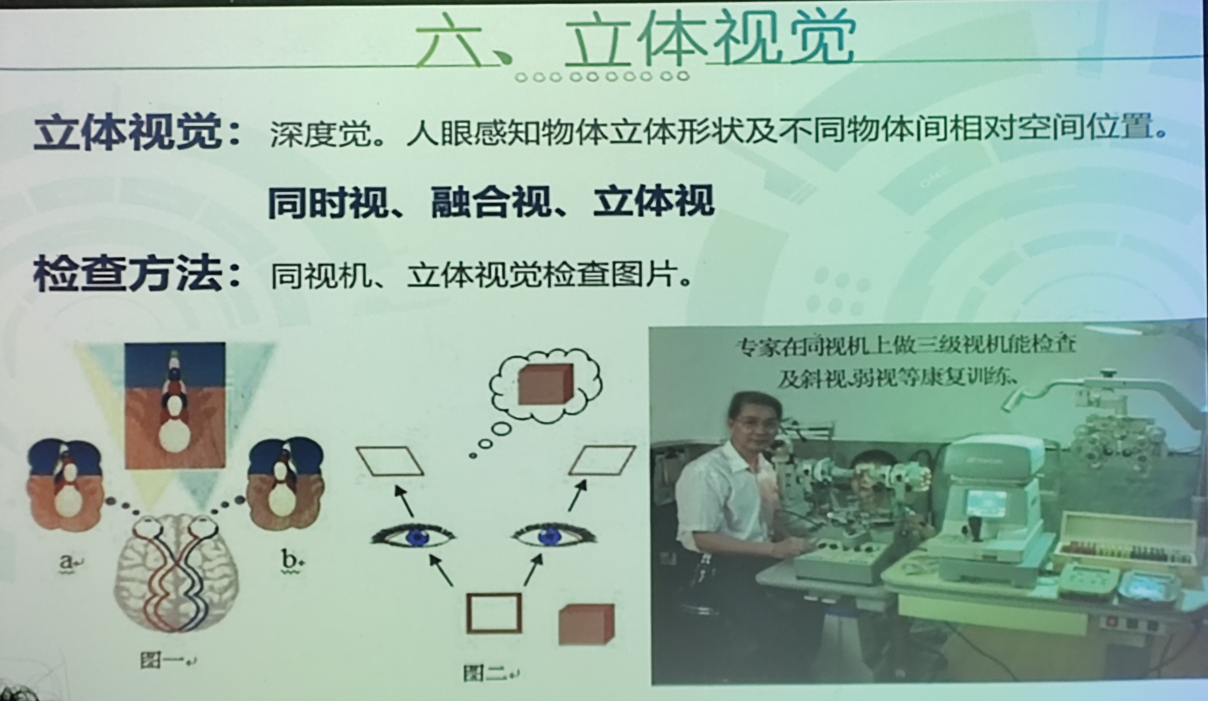 六、立体视觉
立体视觉：深度觉。人眼感知物体立体形状及不同物体间相对空间位置。
同时视、融合视、立体视
检查方法：同视机、立体视觉检查图片。
专家在同视机上做三级视机能检查
及斜视、弱视等康复训练、
a
b
图一
图二